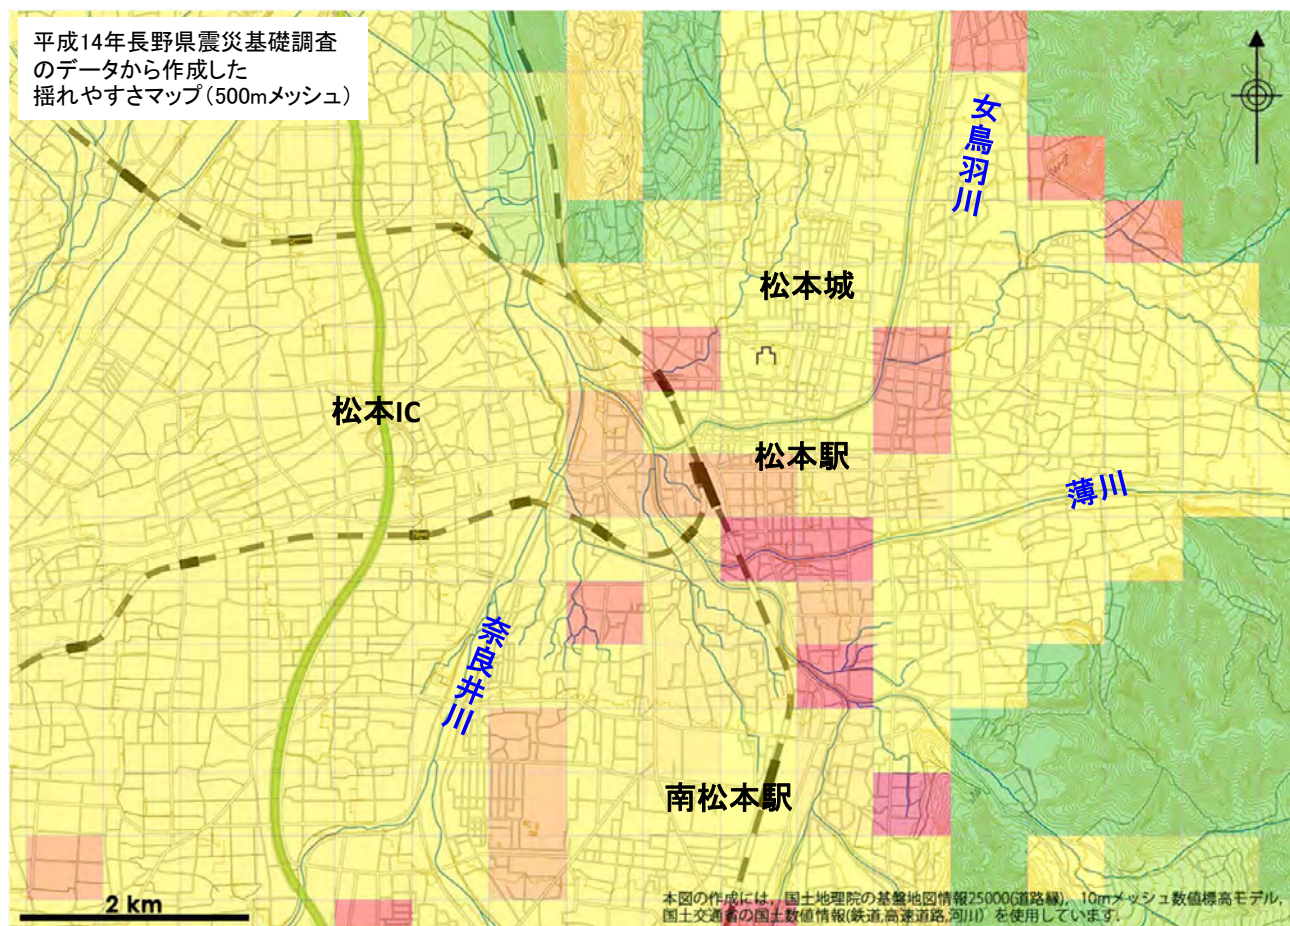 平成14年長野県震災基礎調査
のデータから作成した
揺れやすさマップ(500mメッシュ)
女鳥羽川
松本城
松本IC
松本駅
薄川
奈良井川
南松本駅
2 km
本図の作成には，国土地理院の基盤地図情報25000(道路縁)，10mメッシュ数値標高モデル,
国土交通省の国土数値情報(鉄道,高速道路,河川）を使用しています.